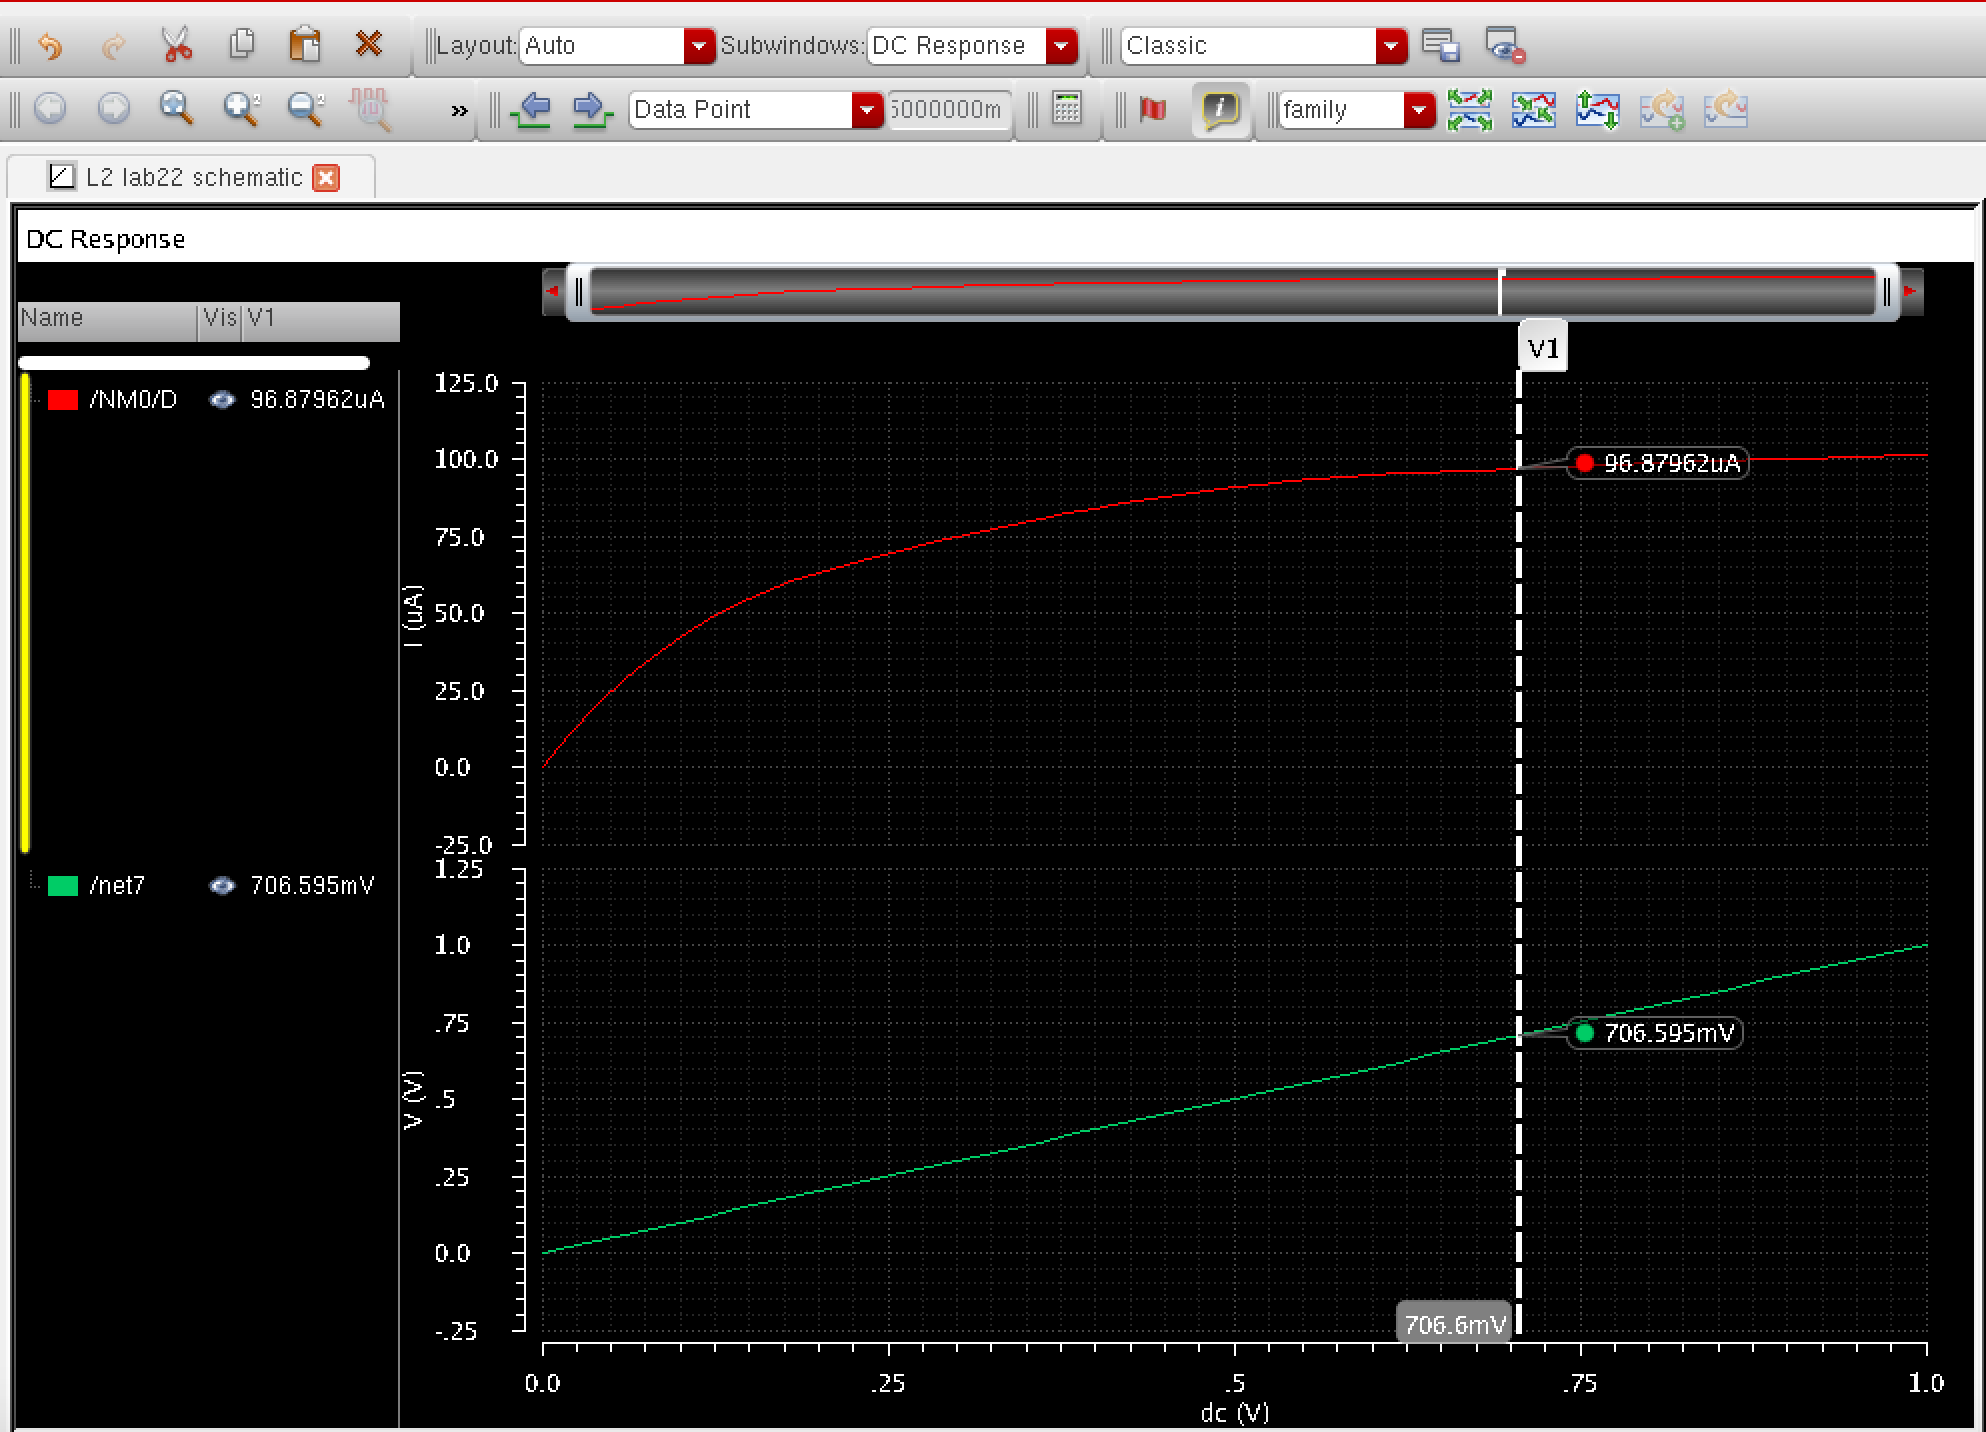 Layout: Auto Subwindows: DC Response Classic
» Data Point 5000000m family
L2 lab22 schematic
DC Response
Name Vis V1
V1
/NM0/D 96.87962uA
125.0
100.0
75.0
50.0
25.0
0.0
-25.0
I (uA)
96.87962uA
/net7 706.595mV
1.25
1.0
.75
.5
.25
0.0
-.25
V (V)
706.595mV
706.6mV
0.0 .25 .5 .75 1.0
dc (V)